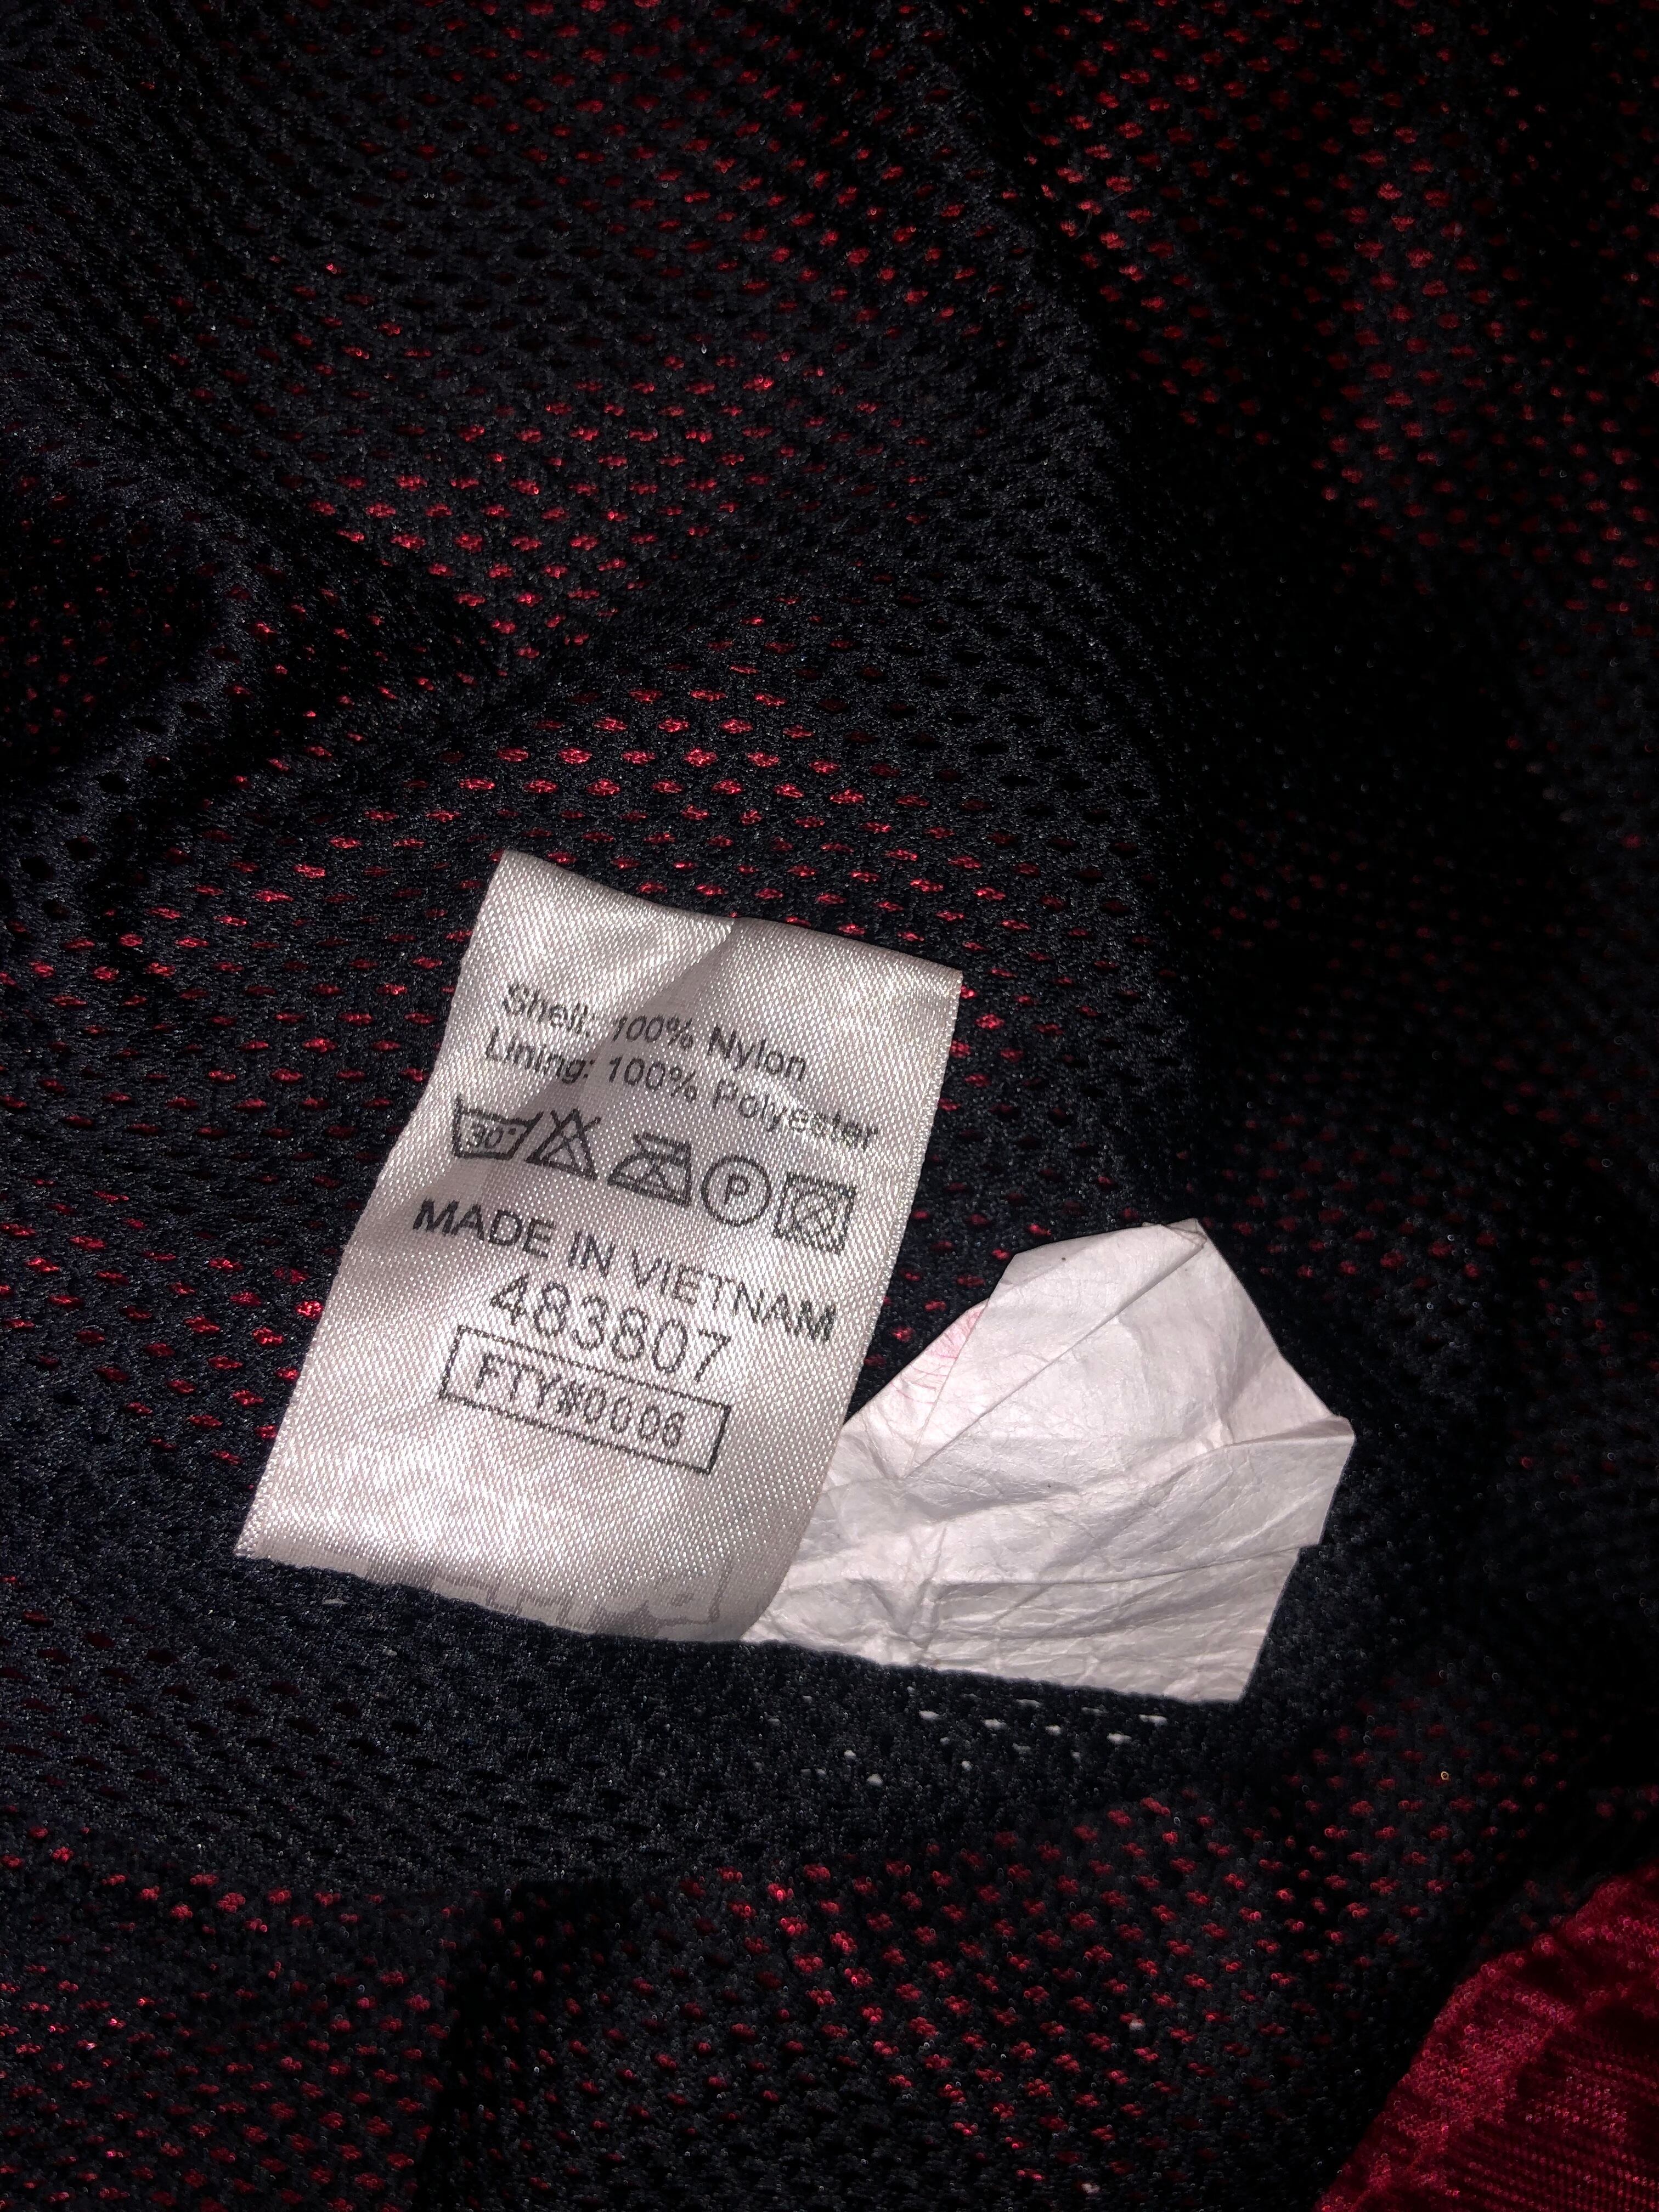 Shell: 100% Nylon
Lining: 100% Polyester
30° P
MADE IN VIETNAM
483807
FTY#0006